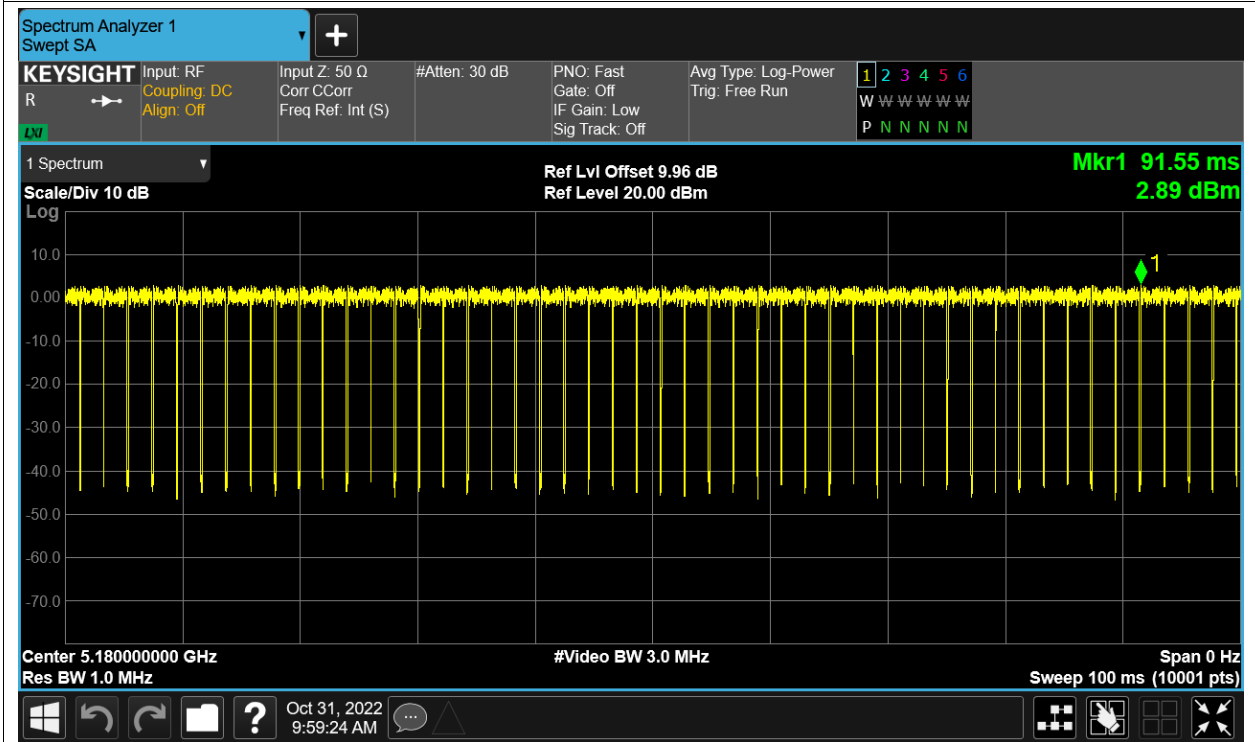 Spectrum Analyzer 1
Swept SA
KEYSIGHT
R
LXI
Input: RF
Coupling: DC
Align: Off
Input Z: 50 Ω
Corr CCorr
Freq Ref: Int (S)
#Atten: 30 dB
PNO: Fast
Gate: Off
IF Gain: Low
Sig Track: Off
Avg Type: Log-Power
Trig: Free Run
1 2 3 4 5 6
W W W W W W
P N N N N N
1 Spectrum
Scale/Div 10 dB
Log
Ref Lvl Offset 9.96 dB
Ref Level 20.00 dBm
Mkr1 91.55 ms
2.89 dBm
1
10.0
0.00
-10.0
-20.0
-30.0
-40.0
-50.0
-60.0
-70.0
Center 5.180000000 GHz
Res BW 1.0 MHz
#Video BW 3.0 MHz
Span 0 Hz
Sweep 100 ms (10001 pts)
?
Oct 31, 2022
9:59:24 AM